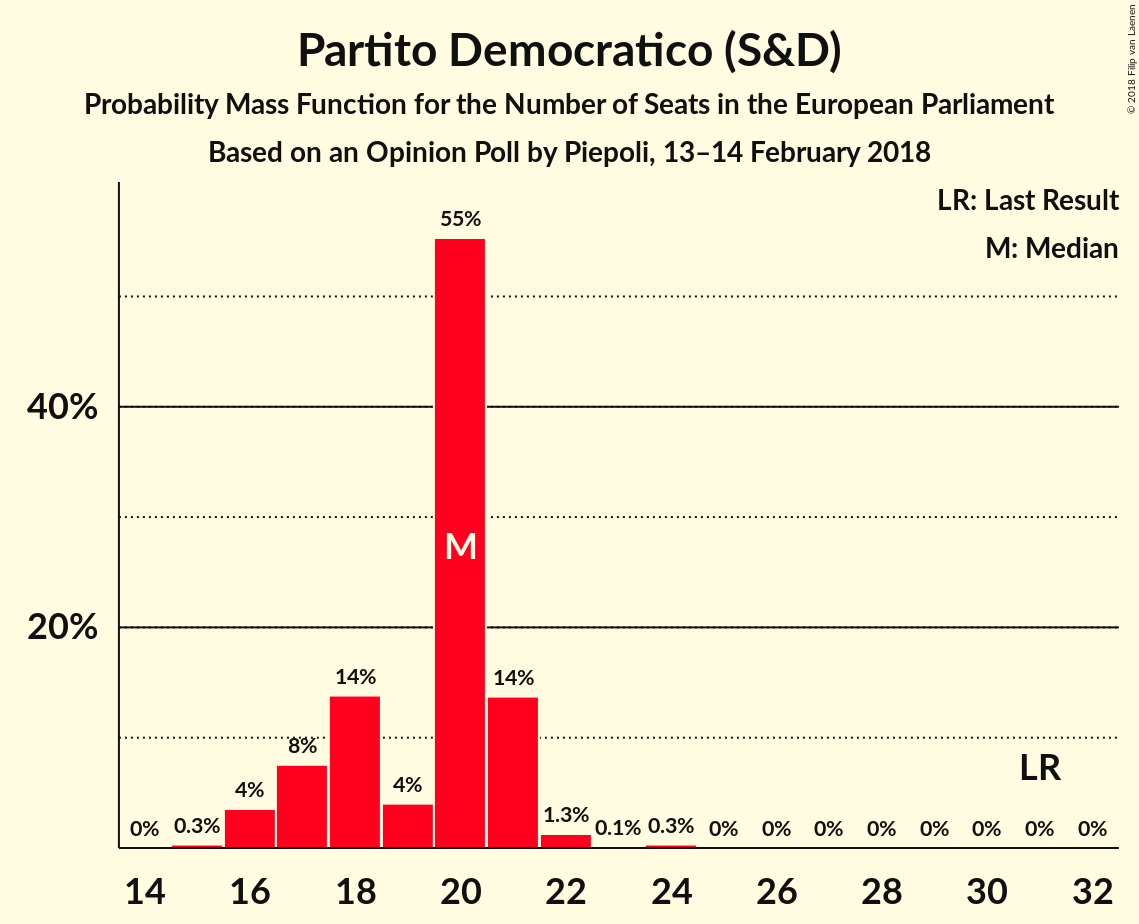 Partito Democratico (S&D)
Probability Mass Function for the Number of Seats in the European Parliament
Based on an Opinion Poll by Piepoli, 13–14 February 2018
© 2018 Filip van Laenen
LR: Last Result
M: Median
55%
40%
M
20%
14% 14%
8%
LR
4% 4%
0% 0.3% 1.3% 0.1% 0.3% 0% 0% 0% 0% 0% 0% 0% 0%
14 16 18 20 22 24 26 28 30 32